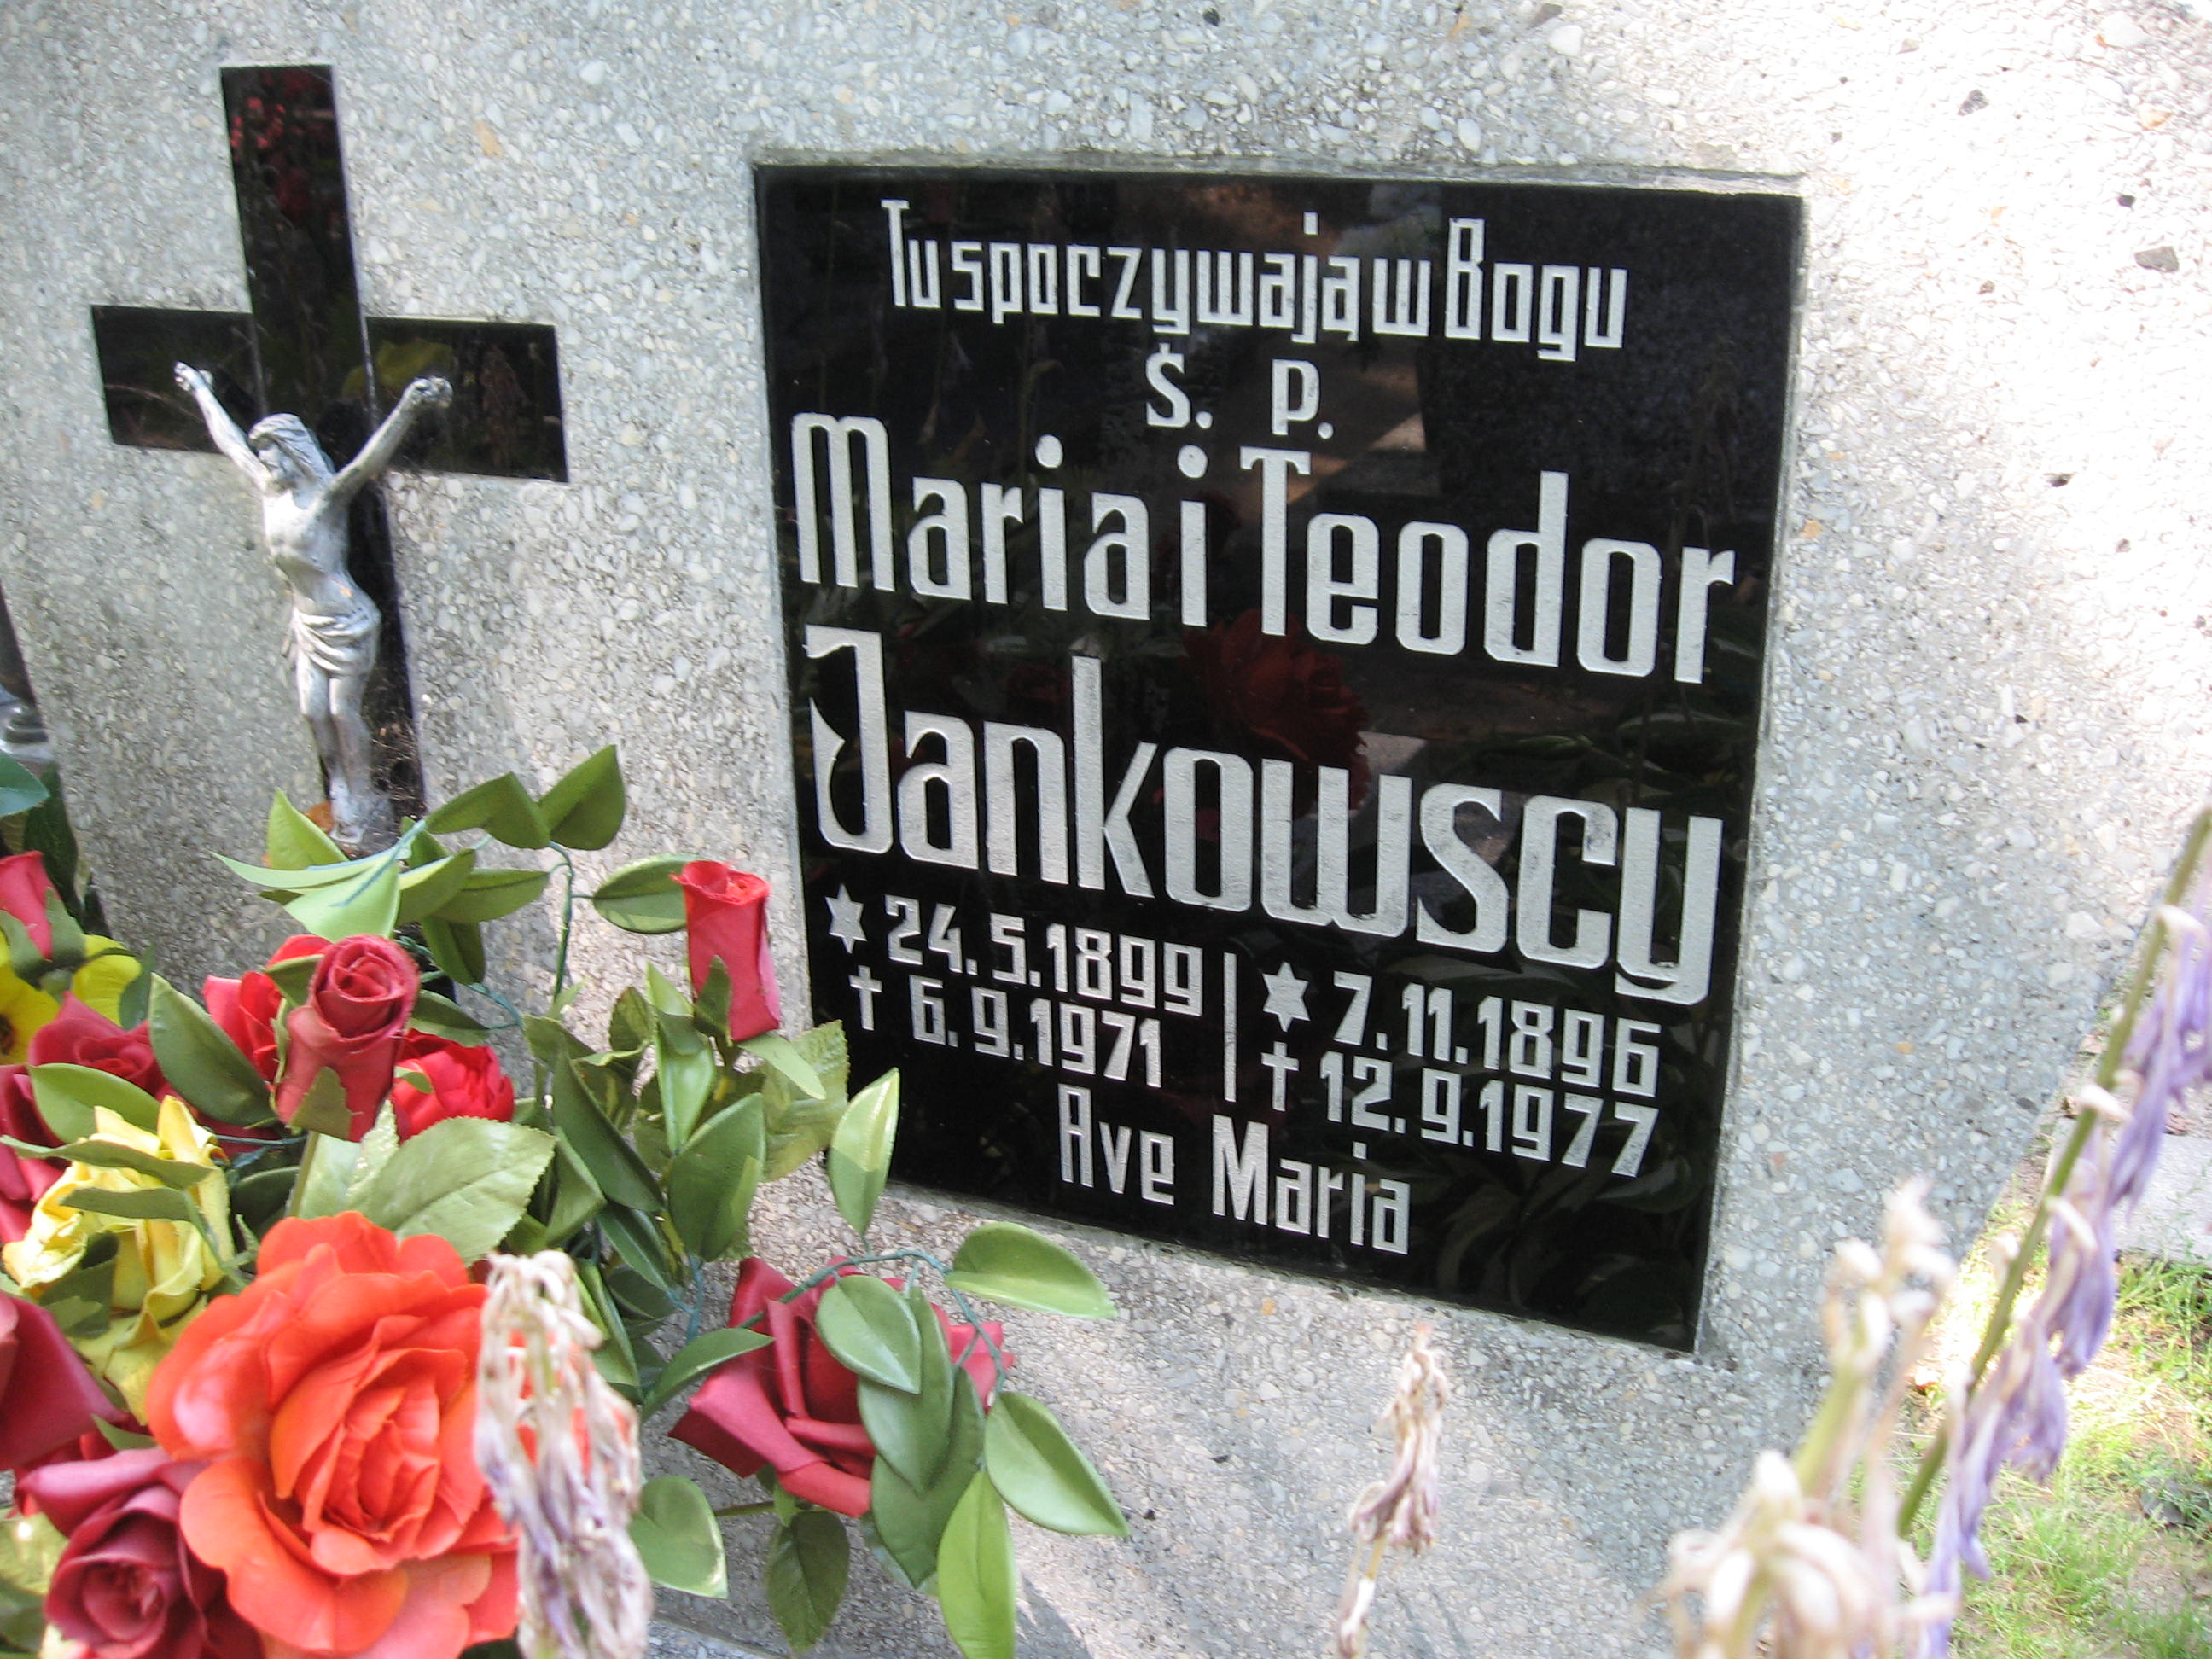 Tu spoczywają w Bogu
Ś. P.
Maria i Teodor
Jankowscy
✶ 24.5.1899 | ✶ 7.11.1896
† 6.9.1971 | † 12.9.1977
Ave Maria